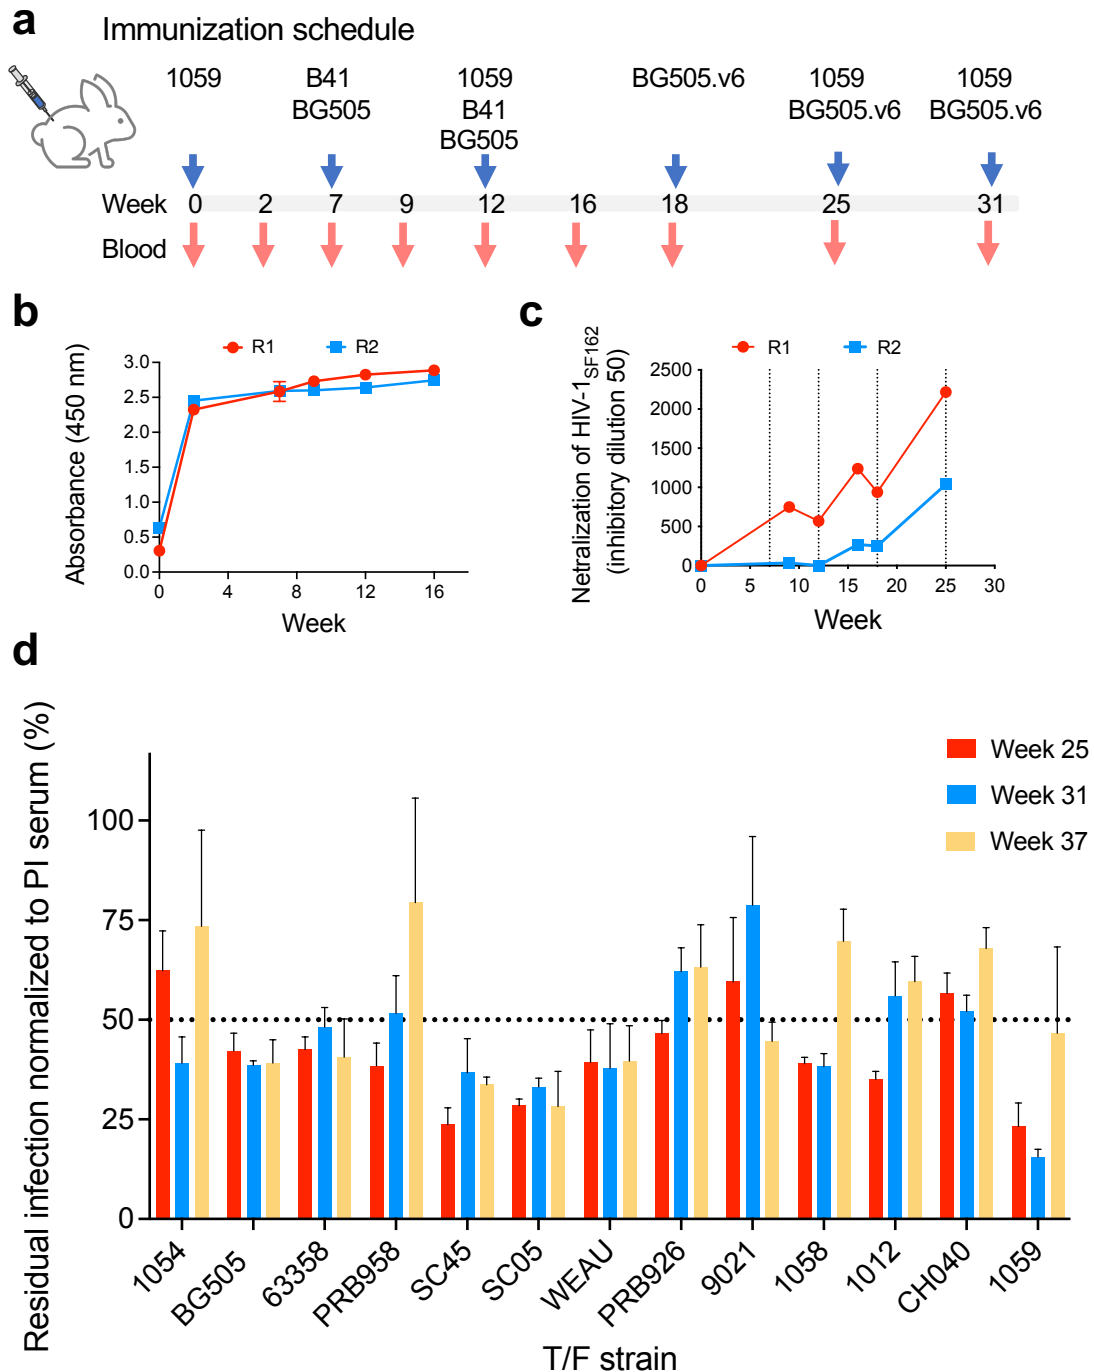 a
Immunization schedule
1059 B41 1059 BG505.v6 1059 1059
BG505 B41 BG505.v6 BG505.v6
BG505
Week 0 2 7 9 12 16 18 25 31
Blood
b
R1 R2
Absorbance (450 nm)
3.0
2.5
2.0
1.5
1.0
0.5
0.0
0 4 8 12 16
Week
c
R1 R2
Netralization of HIV-1SF162
(inhibitory dilution 50)
2500
2000
1500
1000
500
0
0 5 10 15 20 25 30
Week
d
Residual infection normalized to PI serum (%)
Week 25
Week 31
Week 37
100
75
50
25
0
1054 BG505 63358 PRB958 SC45 SC05 WEAU PRB926 9021 1058 1012 CH040 1059
T/F strain